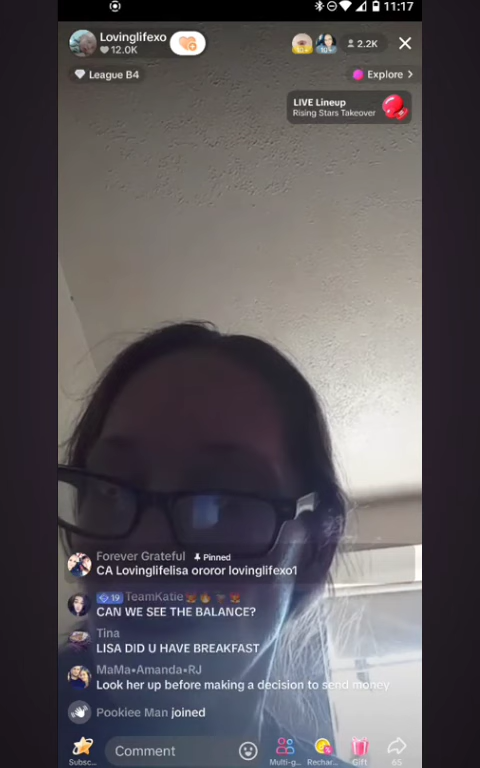 11:17
Lovinglifexo
12.0K
2.2K
League B4
Explore >
LIVE Lineup
Rising Stars Takeover
Forever Grateful Pinned
CA Lovinglifelisa ororor lovinglifexo1
39 TeamKatie
CAN WE SEE THE BALANCE?
Tina
LISA DID U HAVE BREAKFAST
MaMa•Amanda•RJ
Look her up before making a decision to send money
Pookiee Man joined
Comment
Subsc... Multi-g... Rechar... Gift 65